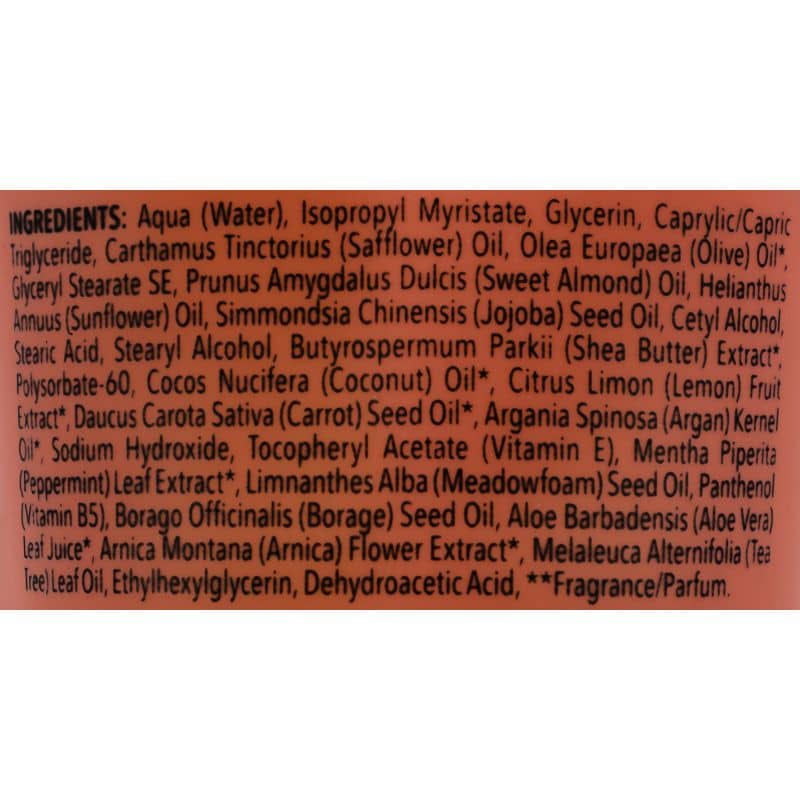 INGREDIENTS: Aqua (Water), Isopropyl Myristate, Glycerin, Caprylic/Capric
Triglyceride, Carthamus Tinctorius (Safflower) Oil, Olea Europaea (Olive) Oil*,
Glyceryl Stearate SE, Prunus Amygdalus Dulcis (Sweet Almond) Oil, Helianthus
Annuus (Sunflower) Oil, Simmondsia Chinensis (Jojoba) Seed Oil, Cetyl Alcohol,
Stearic Acid, Stearyl Alcohol, Butyrospermum Parkii (Shea Butter) Extract*,
Polysorbate-60, Cocos Nucifera (Coconut) Oil*, Citrus Limon (Lemon) Fruit
Extract*, Daucus Carota Sativa (Carrot) Seed Oil*, Argania Spinosa (Argan) Kernel
Oil*, Sodium Hydroxide, Tocopheryl Acetate (Vitamin E), Mentha Piperita
(Peppermint) Leaf Extract*, Limnanthes Alba (Meadowfoam) Seed Oil, Panthenol
(Vitamin B5), Borago Officinalis (Borage) Seed Oil, Aloe Barbadensis (Aloe Vera)
Leaf Juice*, Arnica Montana (Arnica) Flower Extract*, Melaleuca Alternifolia (Tea
Tree) Leaf Oil, Ethylhexylglycerin, Dehydroacetic Acid, **Fragrance/Parfum.